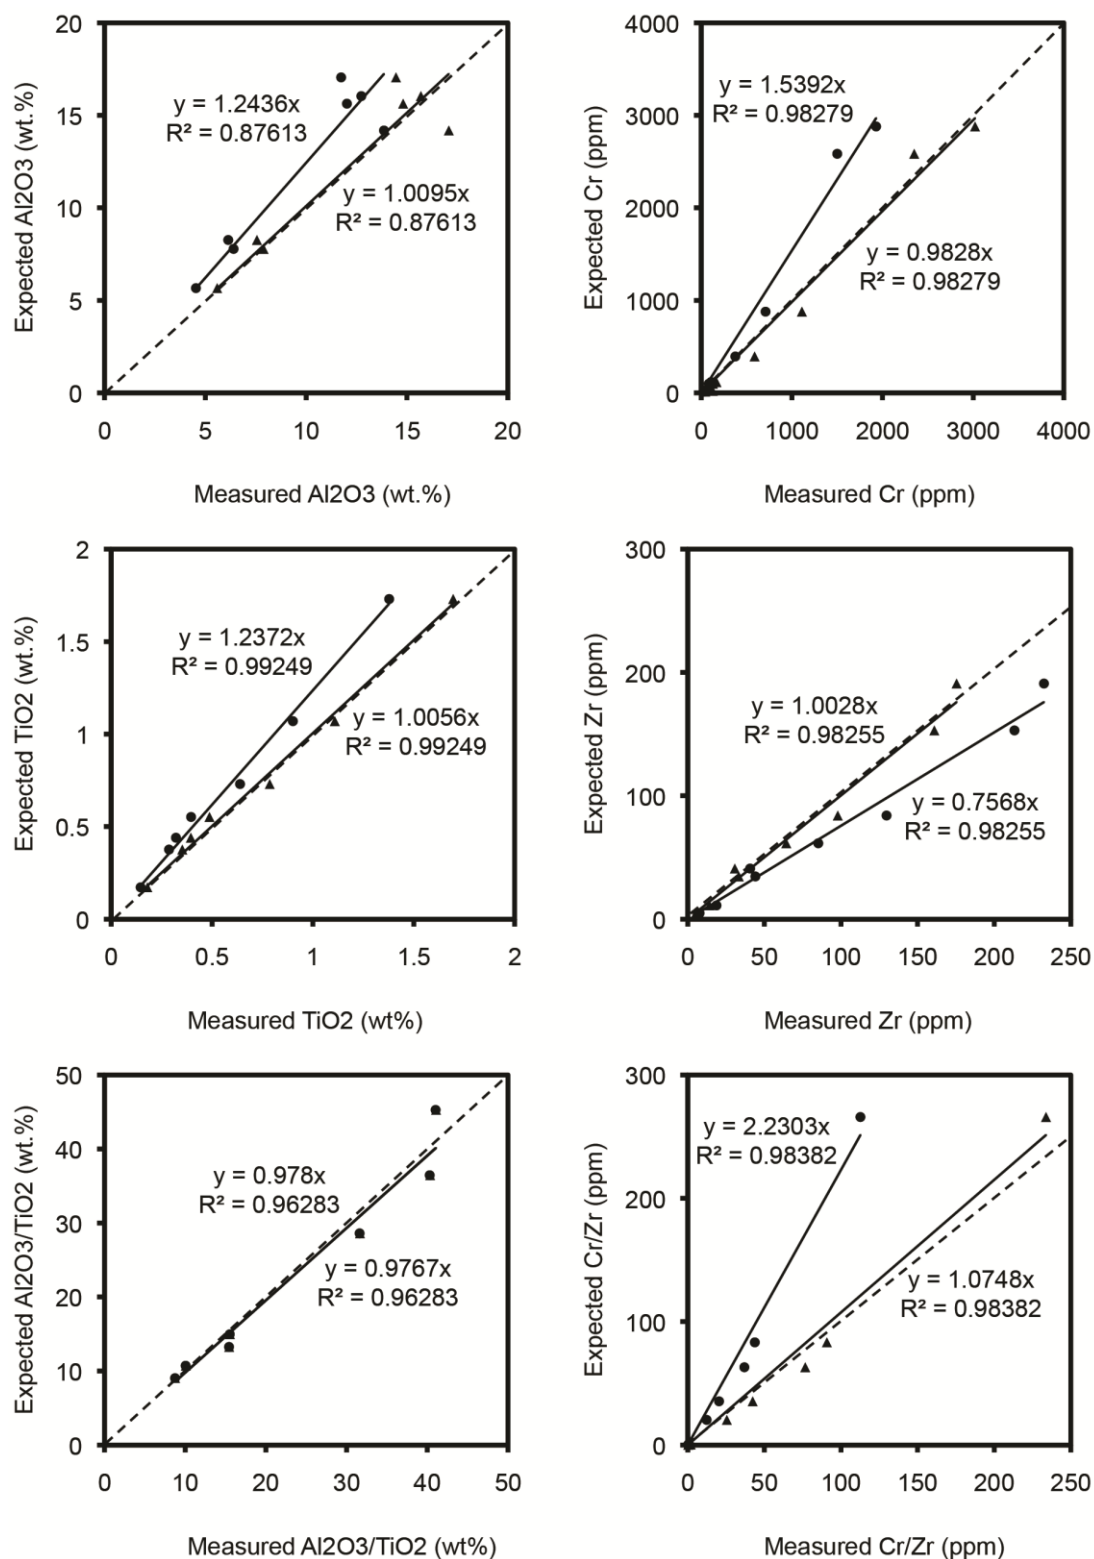 Expected Al2O3 (wt.%)
20
15
10
5
0
y = 1.2436x
R² = 0.87613
y = 1.0095x
R² = 0.87613
0 5 10 15 20
Measured Al2O3 (wt.%)
Expected Cr (ppm)
4000
3000
2000
1000
0
y = 1.5392x
R² = 0.98279
y = 0.9828x
R² = 0.98279
0 1000 2000 3000 4000
Measured Cr (ppm)
Expected TiO2 (wt.%)
2
1.5
1
0.5
0
y = 1.2372x
R² = 0.99249
y = 1.0056x
R² = 0.99249
0 0.5 1 1.5 2
Measured TiO2 (wt%)
Expected Zr (ppm)
300
200
100
0
y = 1.0028x
R² = 0.98255
y = 0.7568x
R² = 0.98255
0 50 100 150 200 250
Measured Zr (ppm)
Expected Al2O3/TiO2 (wt.%)
50
40
30
20
10
0
y = 0.978x
R² = 0.96283
y = 0.9767x
R² = 0.96283
0 10 20 30 40 50
Measured Al2O3/TiO2 (wt%)
Expected Cr/Zr (ppm)
300
200
100
0
y = 2.2303x
R² = 0.98382
y = 1.0748x
R² = 0.98382
0 50 100 150 200 250
Measured Cr/Zr (ppm)